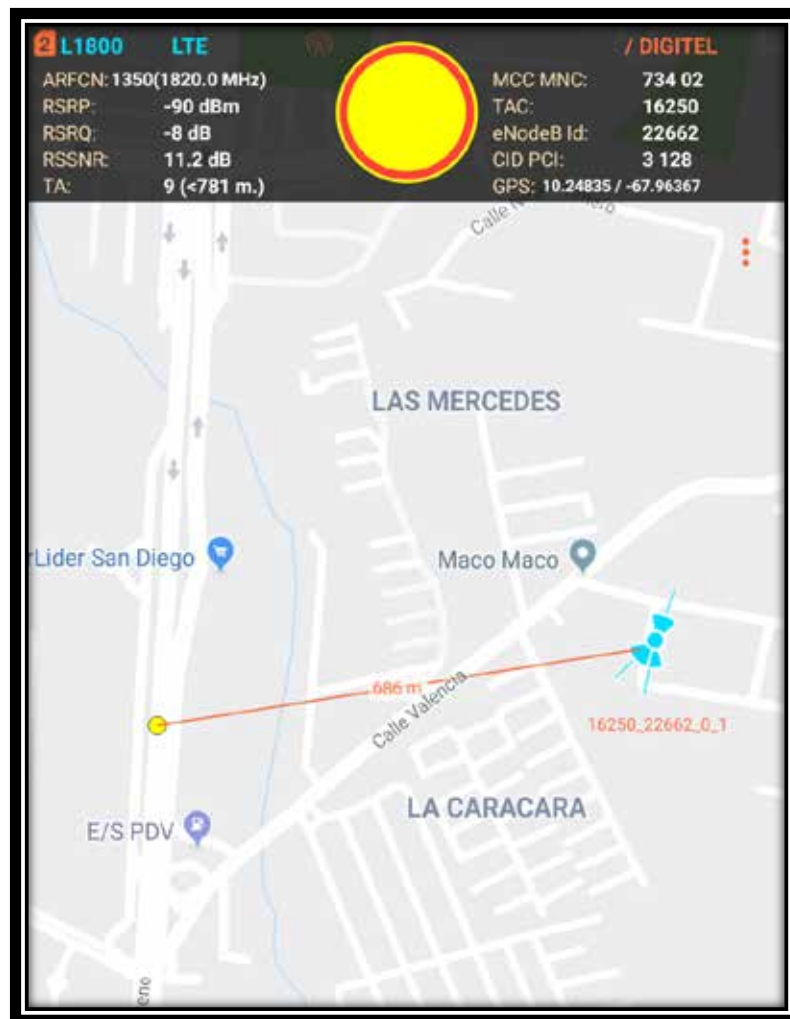 2 L1800 LTE / DIGITEL
ARFCN: 1350(1820.0 MHz) MCC MNC: 734 02
RSRP: -90 dBm TAC: 16250
RSRQ: -8 dB eNodeB Id: 22662
RSSNR: 11.2 dB CID PCI: 3 128
TA: 9 (<781 m.) GPS: 10.24835 / -67.96367
Calle
LAS MERCEDES
rLider San Diego
Maco Maco
686 m
Calle Valencia
16250_22662_0_1
LA CARACARA
E/S PDV
eno